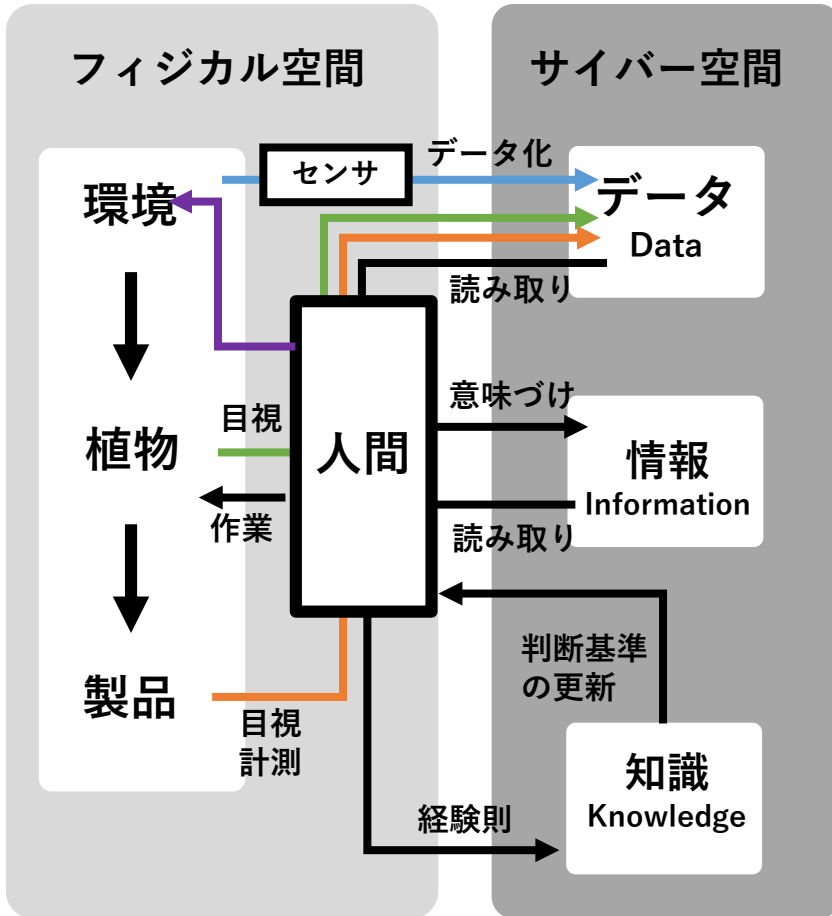 フィジカル空間
サイバー空間
環境
センサ
データ化
データ
Data
読み取り
植物
目視
作業
人間
意味づけ
情報
Information
読み取り
製品
目視
計測
判断基準
の更新
知識
Knowledge
経験則